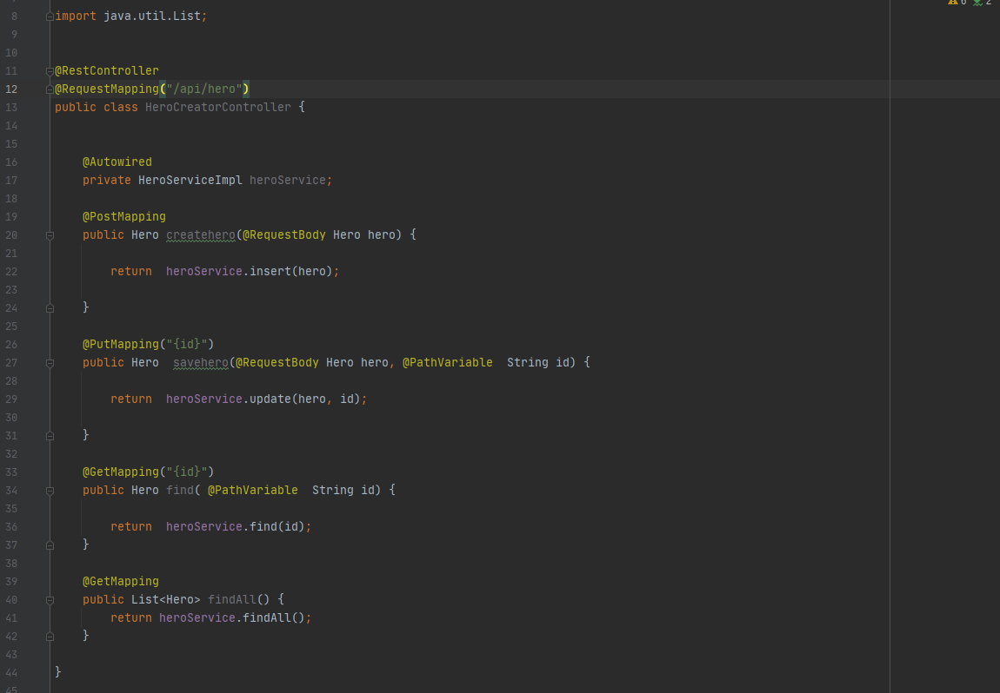 8 import java.util.List;
9
10
11 @RestController
12 @RequestMapping("/api/hero")
13 public class HeroCreatorController {
14
15
16 @Autowired
17 private HeroServiceImpl heroService;
18
19 @PostMapping
20 public Hero createhero(@RequestBody Hero hero) {
21
22 return  heroService.insert(hero);
23
24 }
25
26 @PutMapping("{id}")
27 public Hero  savehero(@RequestBody Hero hero, @PathVariable  String id) {
28
29 return  heroService.update(hero, id);
30
31 }
32
33 @GetMapping("{id}")
34 public Hero find( @PathVariable  String id) {
35
36 return  heroService.find(id);
37 }
38
39 @GetMapping
40 public List<Hero> findAll() {
41 return heroService.findAll();
42 }
43
44 }
45